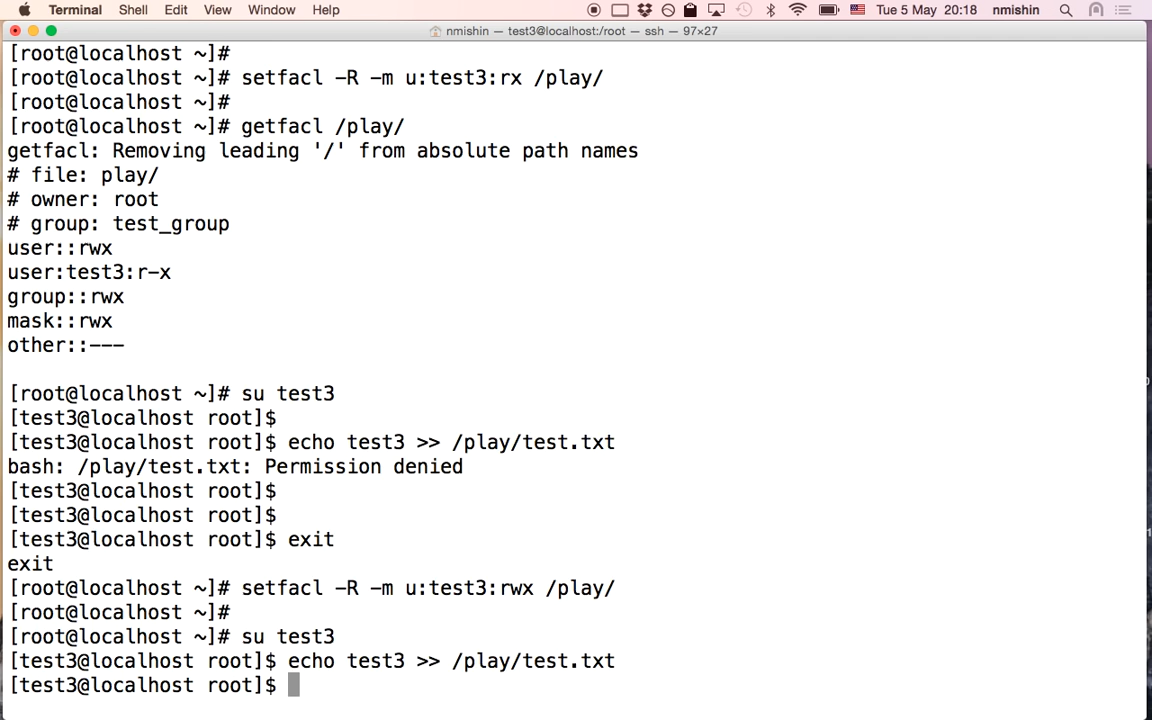 Terminal Shell Edit View Window Help Tue 5 May 20:18 nmishin
nmishin — test3@localhost:/root — ssh — 97×27
[root@localhost ~]#
[root@localhost ~]# setfacl -R -m u:test3:rx /play/
[root@localhost ~]#
[root@localhost ~]# getfacl /play/
getfacl: Removing leading '/' from absolute path names
# file: play/
# owner: root
# group: test_group
user::rwx
user:test3:r-x
group::rwx
mask::rwx
other::---
[root@localhost ~]# su test3
[test3@localhost root]$
[test3@localhost root]$ echo test3 >> /play/test.txt
bash: /play/test.txt: Permission denied
[test3@localhost root]$
[test3@localhost root]$
[test3@localhost root]$ exit
exit
[root@localhost ~]# setfacl -R -m u:test3:rwx /play/
[root@localhost ~]#
[root@localhost ~]# su test3
[test3@localhost root]$ echo test3 >> /play/test.txt
[test3@localhost root]$